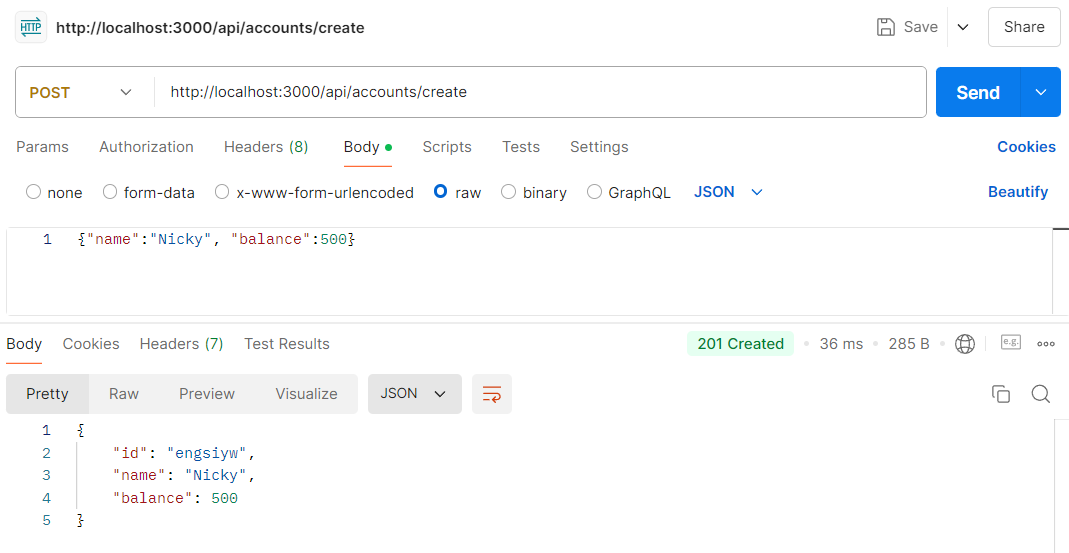 HTTP http://localhost:3000/api/accounts/create Save Share
POST http://localhost:3000/api/accounts/create Send
Params Authorization Headers (8) Body Scripts Tests Settings Cookies
none form-data x-www-form-urlencoded raw binary GraphQL JSON Beautify
1 {"name":"Nicky", "balance":500}
Body Cookies Headers (7) Test Results 201 Created 36 ms 285 B e.g.
Pretty Raw Preview Visualize JSON
1 {
2 "id": "engsiyw",
3 "name": "Nicky",
4 "balance": 500
5 }